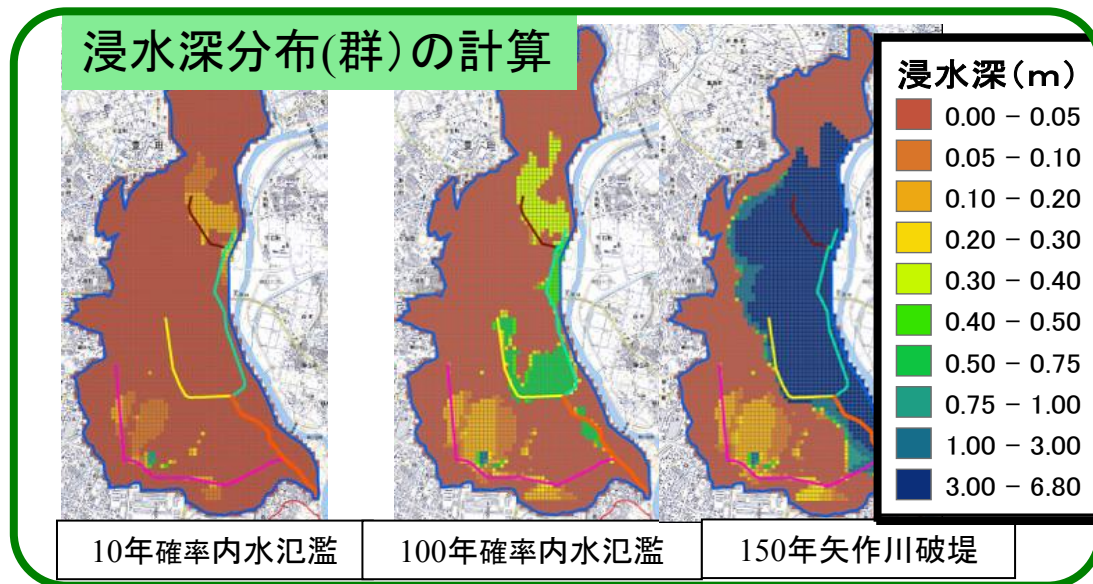 浸水深分布(群)の計算
浸水深(m)
0.00 - 0.05
0.05 - 0.10
0.10 - 0.20
0.20 - 0.30
0.30 - 0.40
0.40 - 0.50
0.50 - 0.75
0.75 - 1.00
1.00 - 3.00
3.00 - 6.80
10年確率内水氾濫
100年確率内水氾濫
150年矢作川破堤